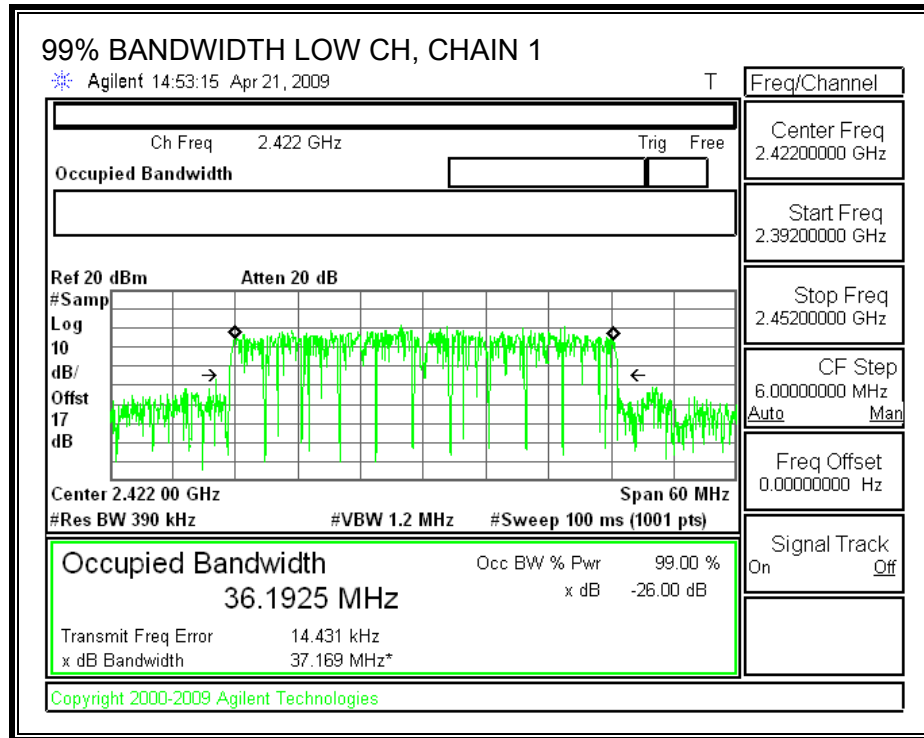 99% BANDWIDTH LOW CH, CHAIN 1
Agilent 14:53:15 Apr 21, 2009 T
Freq/Channel
Ch Freq 2.422 GHz Trig Free
Occupied Bandwidth
Center Freq
2.42200000 GHz
Start Freq
2.39200000 GHz
Stop Freq
2.45200000 GHz
CF Step
6.00000000 MHz
Auto Man
Freq Offset
0.00000000 Hz
Signal Track
On Off
Ref 20 dBm Atten 20 dB
#Samp
Log
10
dB/
Offst
17
dB
Center 2.422 00 GHz Span 60 MHz
#Res BW 390 kHz #VBW 1.2 MHz #Sweep 100 ms (1001 pts)
Occupied Bandwidth Occ BW % Pwr 99.00 %
36.1925 MHz x dB -26.00 dB
Transmit Freq Error 14.431 kHz
x dB Bandwidth 37.169 MHz*
Copyright 2000-2009 Agilent Technologies